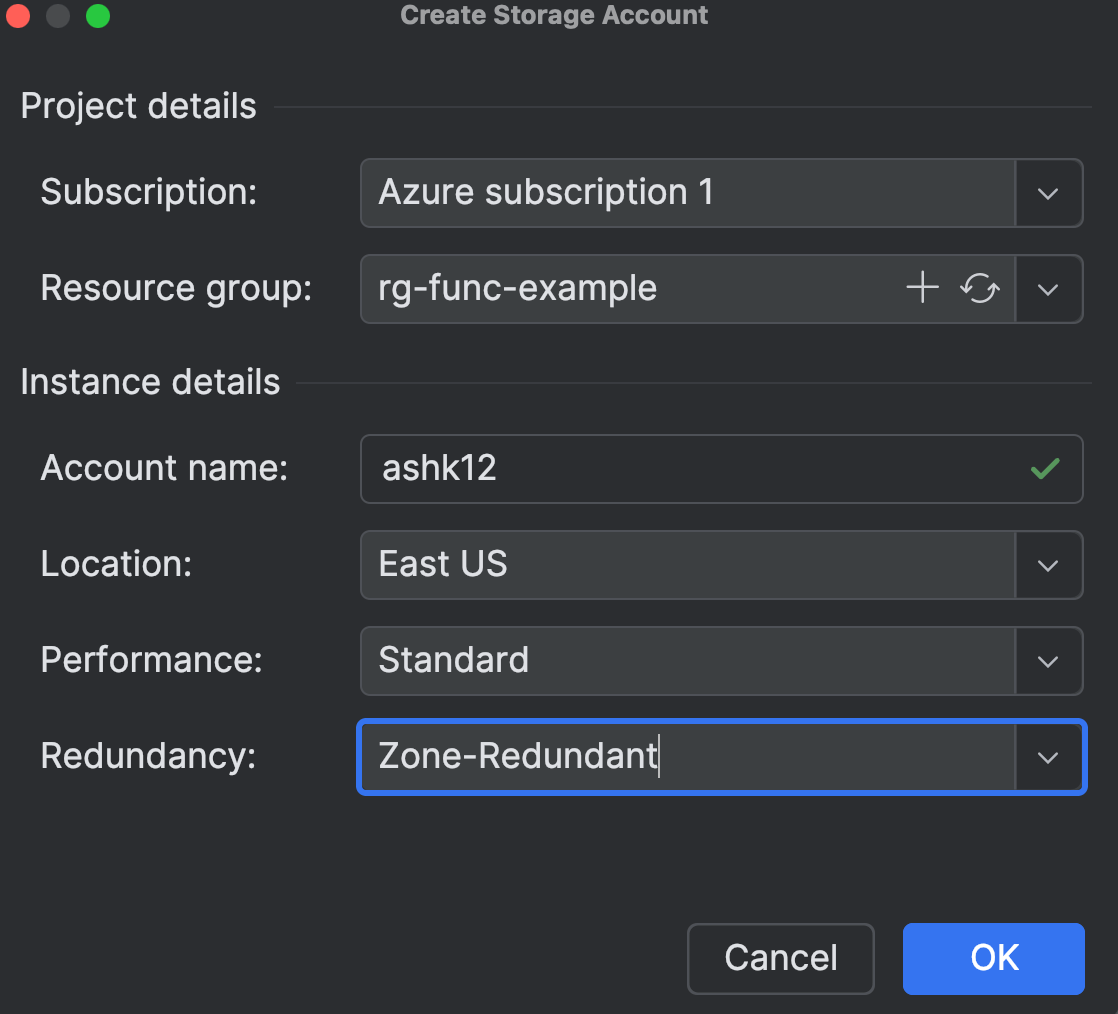 Create Storage Account
Project details
Subscription: Azure subscription 1
Resource group: rg-func-example
Instance details
Account name: ashk12
Location: East US
Performance: Standard
Redundancy: Zone-Redundant
Cancel OK